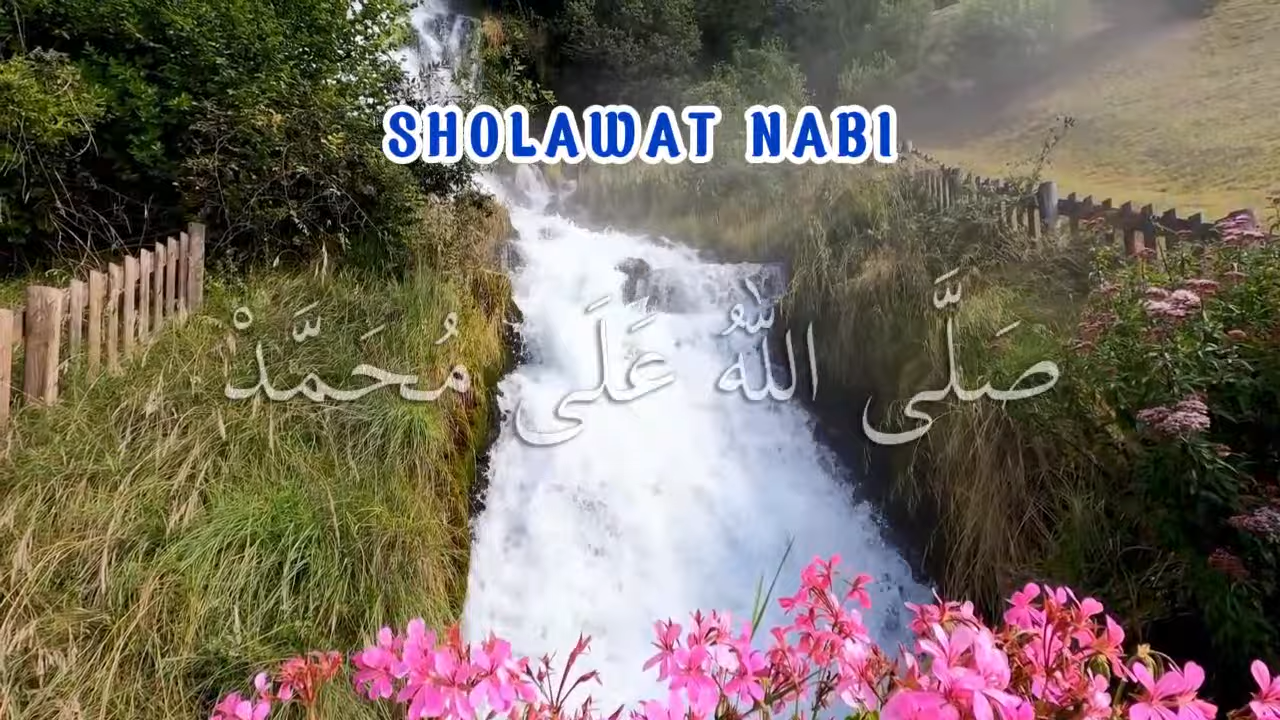 SHOLAWAT NABI
صَلَّى اللّٰهُ عَلَى مُحَمَّدْ